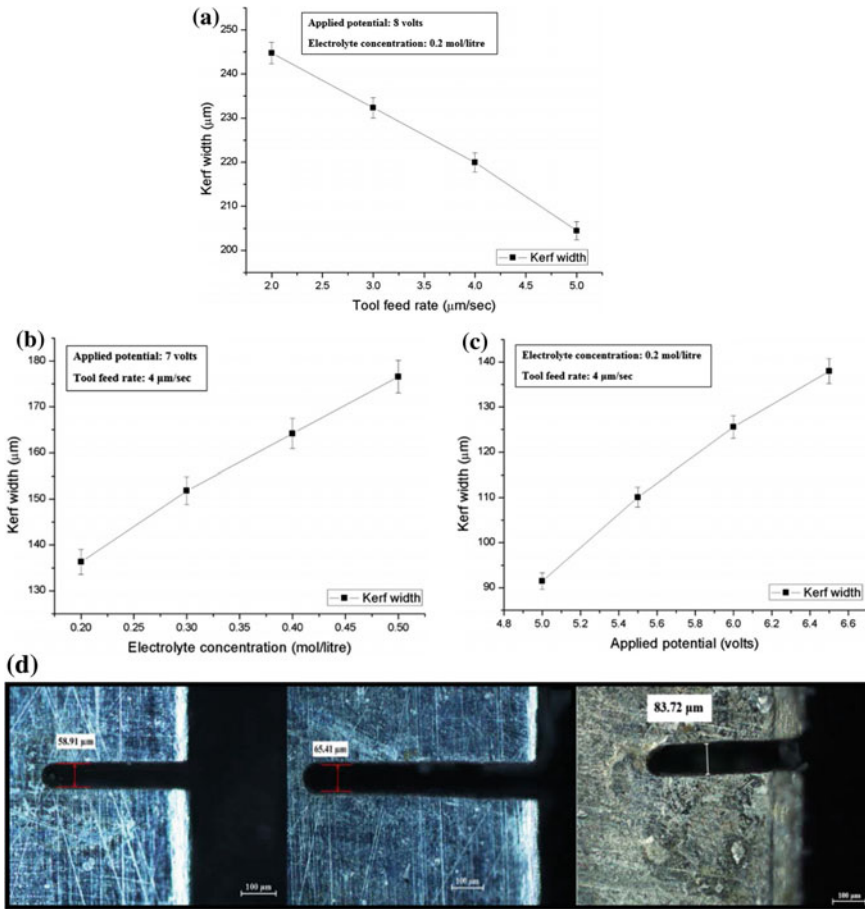 (a)
Applied potential: 8 volts
Electrolyte concentration: 0.2 mol/litre
250
245
240
230
220
210
200
Kerf width (μm)
Kerf width
2.0 2.5 3.0 3.5 4.0 4.5 5.0
Tool feed rate (μm/sec)
(b)
Applied potential: 7 volts
Tool feed rate: 4 μm/sec
180
175
170
160
150
140
130
Kerf width (μm)
Kerf width
0.20 0.25 0.30 0.35 0.40 0.45 0.50
Electrolyte concentration (mol/litre)
(c)
Electrolyte concentration: 0.2 mol/litre
Tool feed rate: 4 μm/sec
140
130
120
110
100
90
Kerf width (μm)
Kerf width
4.8 5.0 5.2 5.4 5.6 5.8 6.0 6.2 6.4 6.6
Applied potential (volts)
(d)
58.91 μm
100 μm
65.41 μm
100 μm
83.72 μm
100 μm